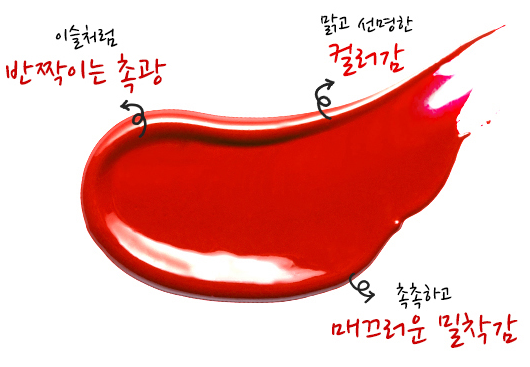 이슬처럼
반짝이는 촉광
맑고 선명한
컬러감
촉촉하고
매끄러운 밀착감